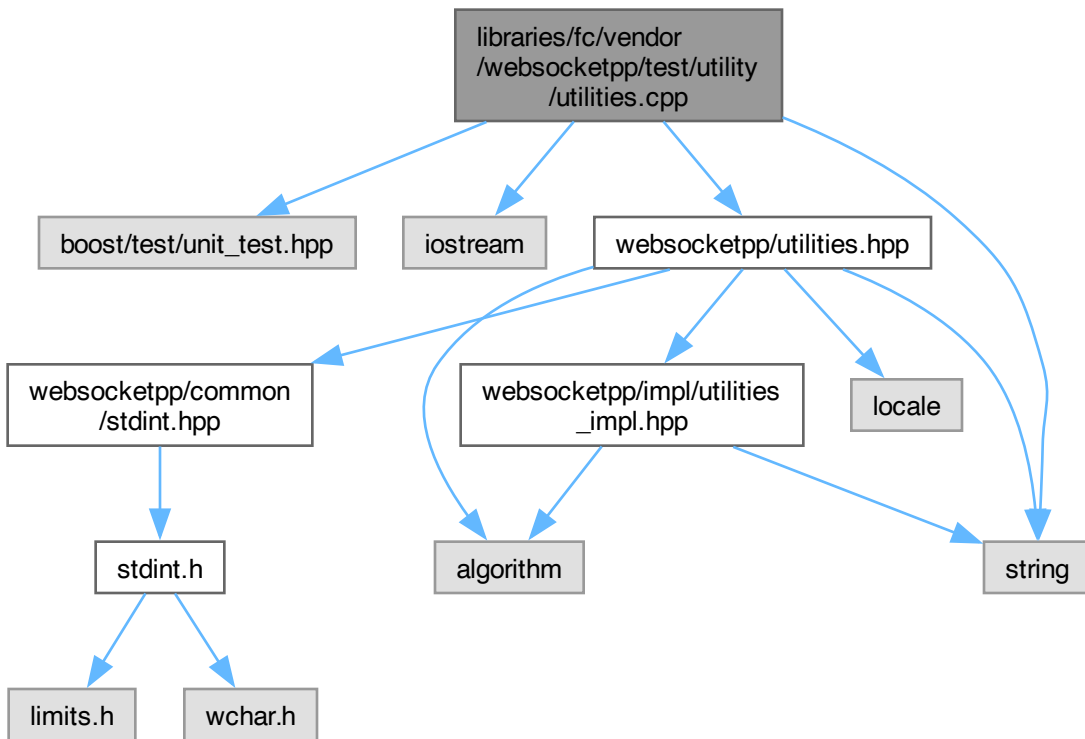 libraries/fc/vendor
/websocketpp/test/utility
/utilities.cpp
boost/test/unit_test.hpp
iostream
websocketpp/utilities.hpp
websocketpp/common
/stdint.hpp
websocketpp/impl/utilities
_impl.hpp
locale
stdint.h
algorithm
string
limits.h
wchar.h